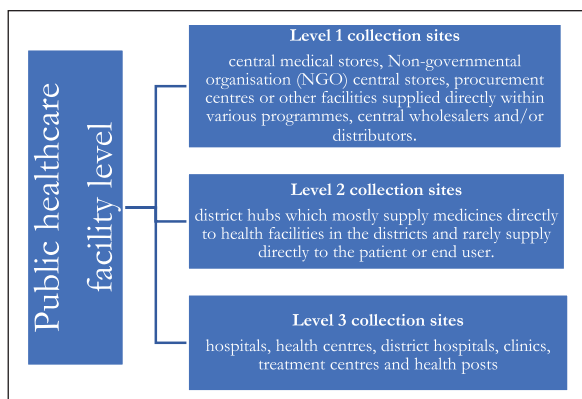 Public healthcare
facility level
Level 1 collection sites
central medical stores, Non-governmental
organisation (NGO) central stores, procurement
centres or other facilities supplied directly within
various programmes, central wholesalers and/or
distributors.
Level 2 collection sites
district hubs which mostly supply medicines directly
to health facilities in the districts and rarely supply
directly to the patient or end user.
Level 3 collection sites
hospitals, health centres, district hospitals, clinics,
treatment centres and health posts